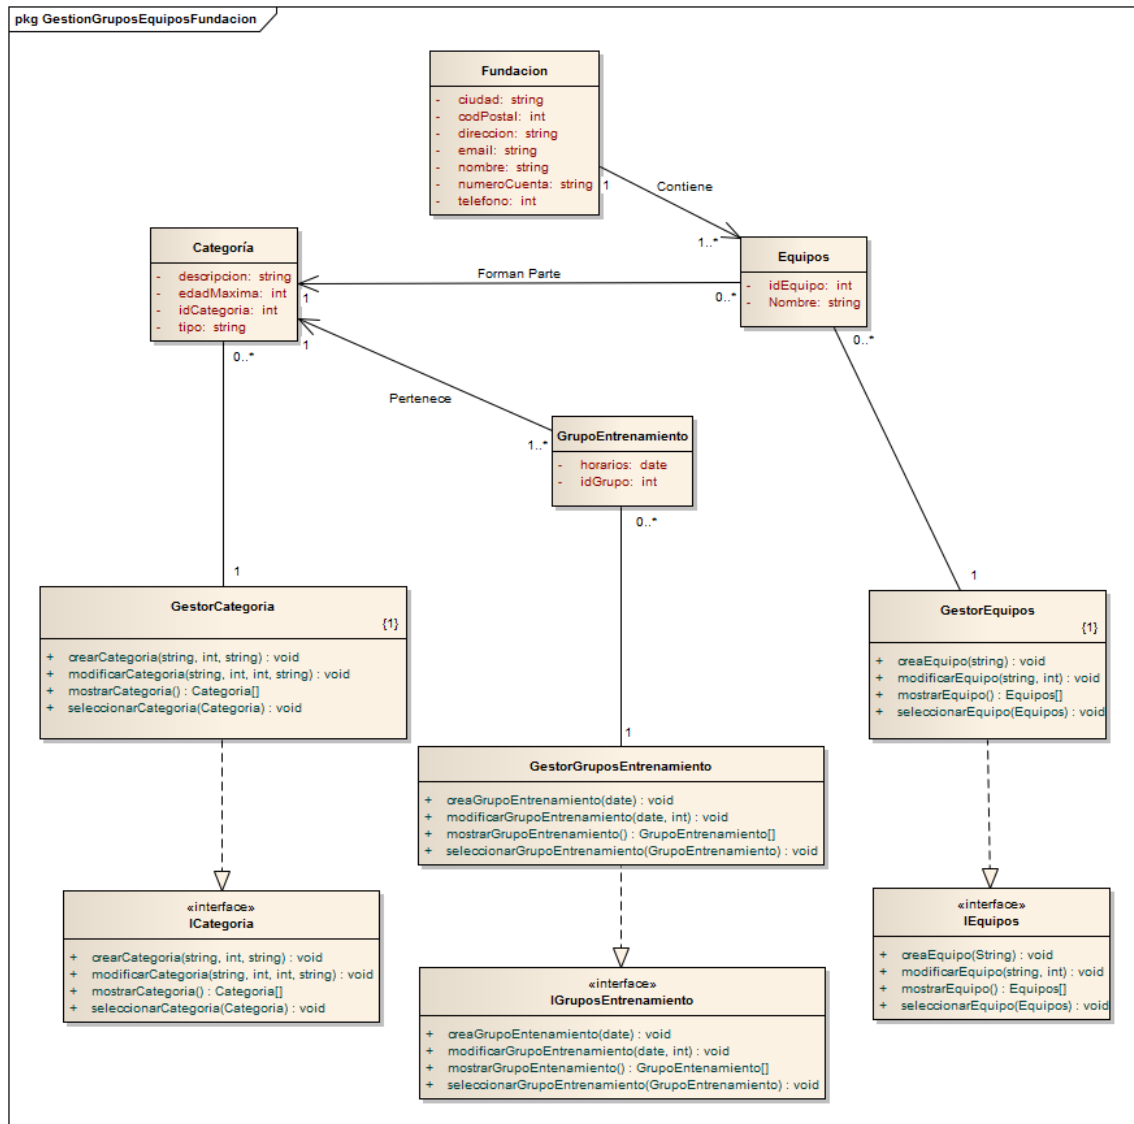 pkg GestionGruposEquiposFundacion
Fundacion
- ciudad: string
- codPostal: int
- direccion: string
- email: string
- nombre: string
- numeroCuenta: string
- telefono: int
1
Contiene
1..*
Categoría
- descripcion: string
- edadMaxima: int
- idCategoria: int
- tipo: string
Equipos
- idEquipo: int
- Nombre: string
Forman Parte
1
0..*
1
0..*
0..*
Pertenece
1..*
GrupoEntrenamiento
- horarios: date
- idGrupo: int
0..*
1
1
GestorCategoria
{1}
+ crearCategoria(string, int, string) : void
+ modificarCategoria(string, int, int, string) : void
+ mostrarCategoria() : Categoria[]
+ seleccionarCategoria(Categoria) : void
GestorEquipos
{1}
+ creaEquipo(string) : void
+ modificarEquipo(string, int) : void
+ mostrarEquipo() : Equipos[]
+ seleccionarEquipo(Equipos) : void
1
GestorGruposEntrenamiento
+ creaGrupoEntrenamiento(date) : void
+ modificarGrupoEntrenamiento(date, int) : void
+ mostrarGrupoEntrenamiento() : GrupoEntrenamiento[]
+ seleccionarGrupoEntrenamiento(GrupoEntrenamiento) : void
«interface»
ICategoria
+ crearCategoria(string, int, string) : void
+ modificarCategoria(string, int, int, string) : void
+ mostrarCategoria() : Categoria[]
+ seleccionarCategoria(Categoria) : void
«interface»
IEquipos
+ creaEquipo(String) : void
+ modificarEquipo(string, int) : void
+ mostrarEquipo() : Equipos[]
+ seleccionarEquipo(Equipos) : void
«interface»
IGruposEntrenamiento
+ creaGrupoEntenamiento(date) : void
+ modificarGrupoEntrenamiento(date, int) : void
+ mostrarGrupoEntenamiento() : GrupoEntenamiento[]
+ seleccionarGrupoEntrenamiento(GrupoEntrenamiento) : void